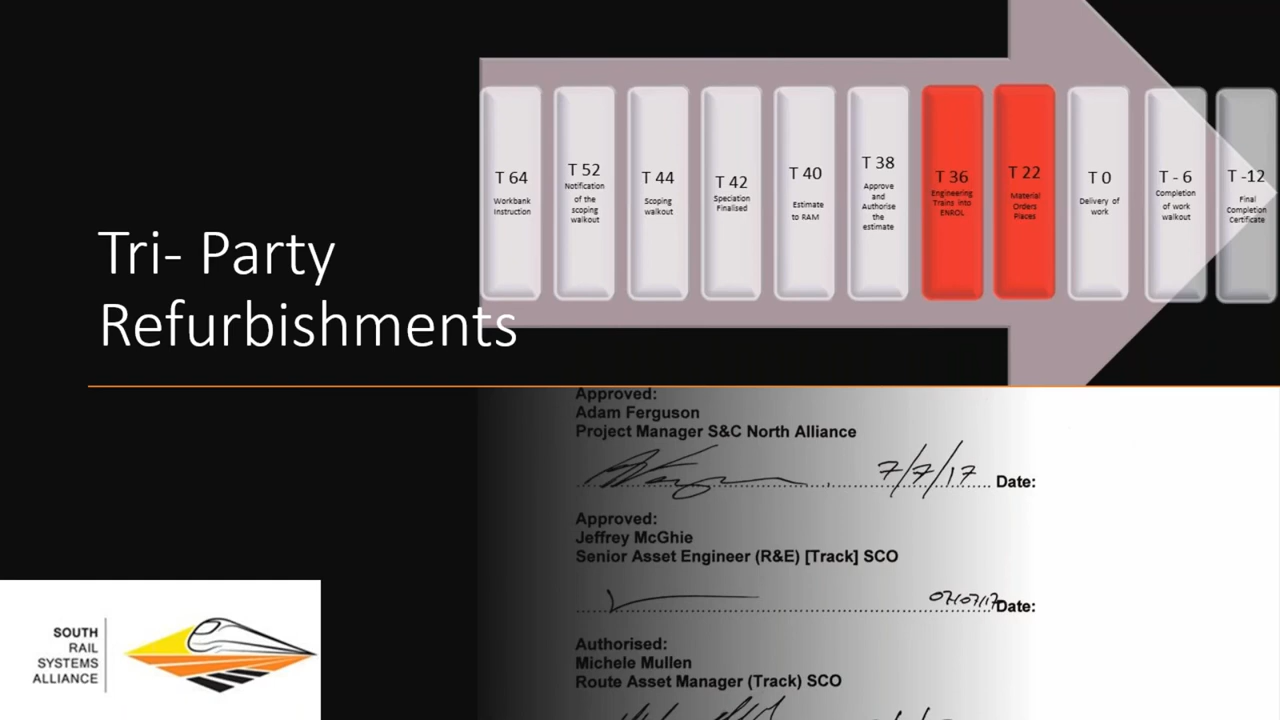 Tri- Party
Refurbishments
T 64
Workbank
Instruction
T 52
Notification
of the
scoping
walkout
T 44
Scoping
walkout
T 42
Speciation
Finalised
T 40
Estimate
to RAM
T 38
Approve
and
Authorise
the
estimate
T 36
Engineering
Trains into
ENROL
T 22
Material
Orders
Places
T 0
Delivery of
work
T - 6
Completion
of work
walkout
T -12
Final
Completion
Certificate
Approved:
Adam Ferguson
Project Manager S&C North Alliance
7/7/17 Date:
Approved:
Jeffrey McGhie
Senior Asset Engineer (R&E) [Track] SCO
07/07/17 Date:
Authorised:
Michele Mullen
Route Asset Manager (Track) SCO
SOUTH
RAIL
SYSTEMS
ALLIANCE